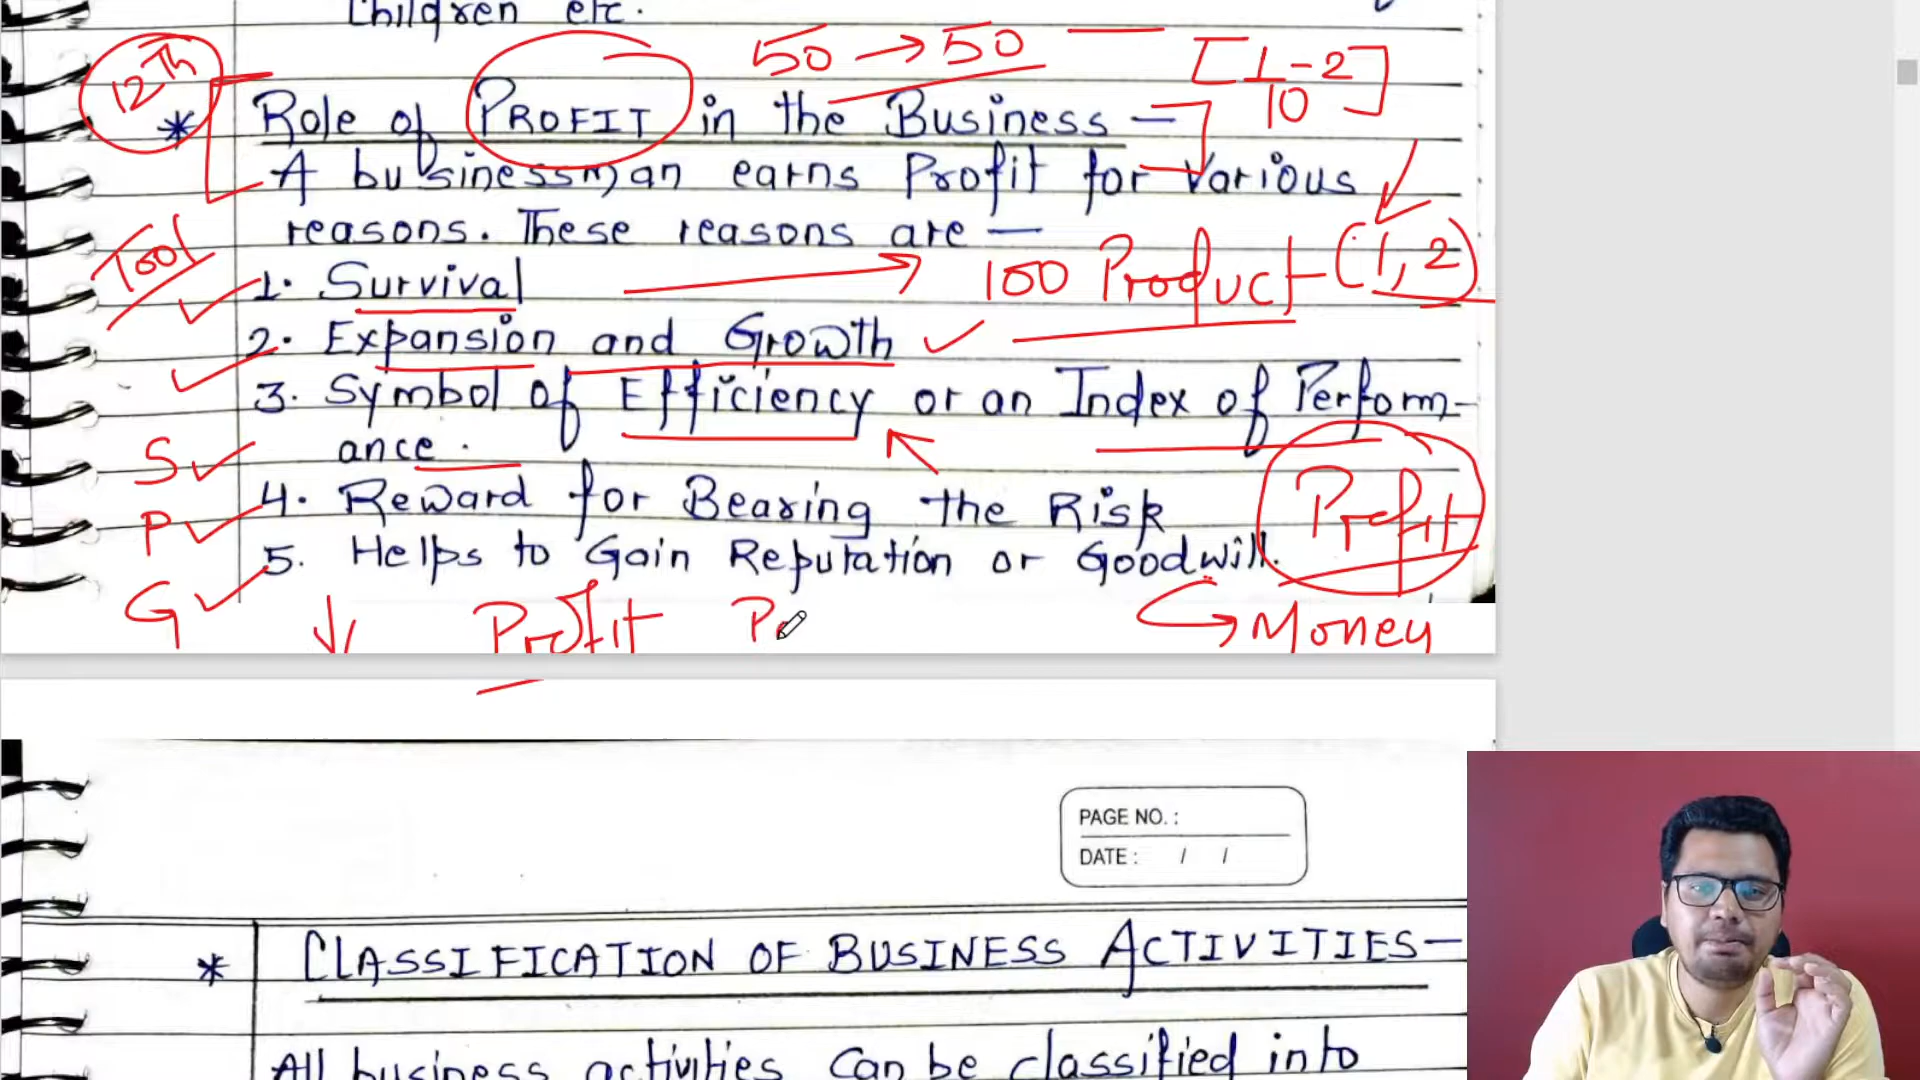 Children etc.
12Th
50 → 50
[1-2
10]
* Role of PROFIT in the Business —
A businessman earns Profit for Various
reasons. These reasons are —
Tool
1. Survival
100 Product (1, 2)
2. Expansion and Growth
3. Symbol of Efficiency or an Index of Perform-
ance.
S
4. Reward for Bearing the Risk
Profit
P
5. Helps to Gain Reputation or Goodwill.
G
Profit
Money
PAGE NO. :
DATE : / /
* CLASSIFICATION OF BUSINESS ACTIVITIES—
All business activities can be classified into